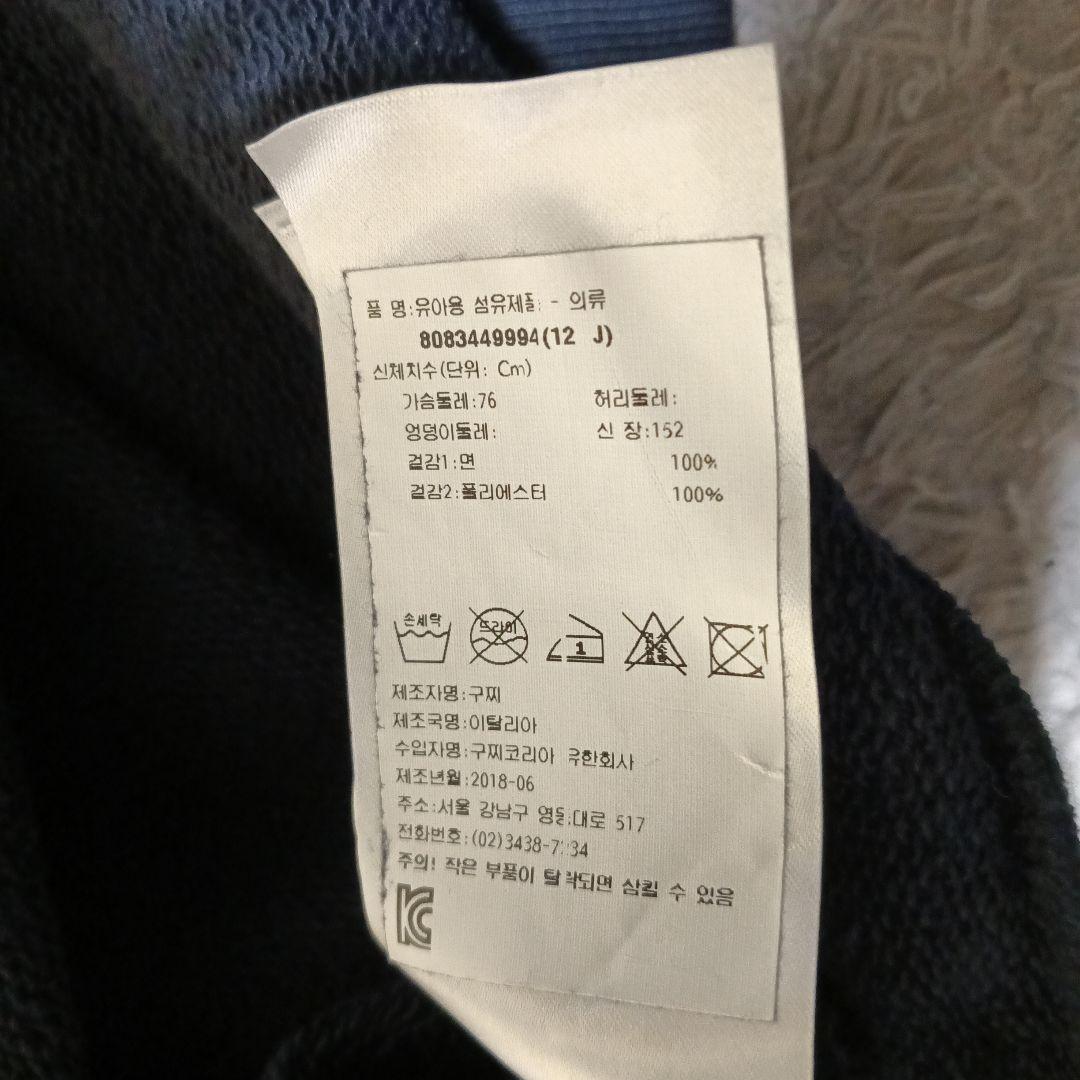 품 명:유아용 섬유제품 - 의류
8083449994(12 J)
신체치수(단위: Cm)
가슴둘레:76 허리둘레:
엉덩이둘레: 신 장:152
겉감1:면 100%
겉감2:폴리에스터 100%
손세탁 드라이 1 염소표백
제조자명:구찌
제조국명:이탈리아
수입자명:구찌코리아 유한회사
제조년월:2018-06
주소:서울 강남구 영동대로 517
전화번호:(02)3438-
주의! 작은 부품이 탈락되면 삼킬 수 있음
KC